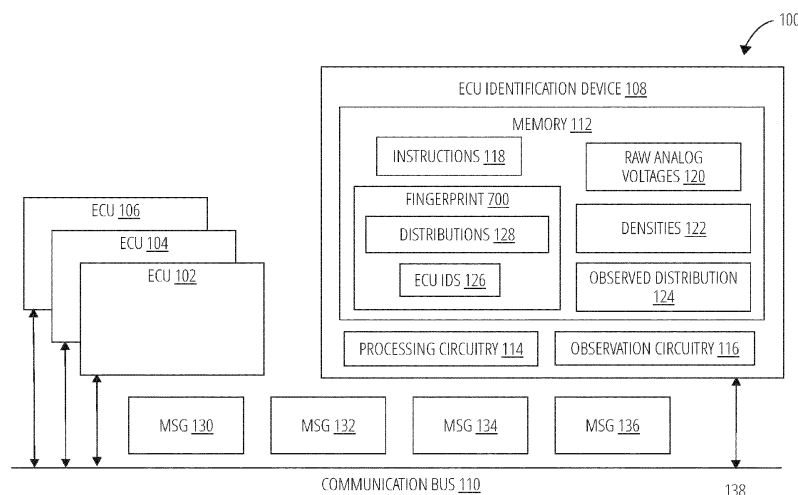 100
ECU IDENTIFICATION DEVICE 108
MEMORY 112
INSTRUCTIONS 118
RAW ANALOG
VOLTAGES 120
FINGERPRINT 700
DISTRIBUTIONS 128
DENSITIES 122
ECU IDS 126
OBSERVED DISTRIBUTION
124
ECU 106
ECU 104
ECU 102
PROCESSING CIRCUITRY 114
OBSERVATION CIRCUITRY 116
MSG 130
MSG 132
MSG 134
MSG 136
COMMUNICATION BUS 110
138